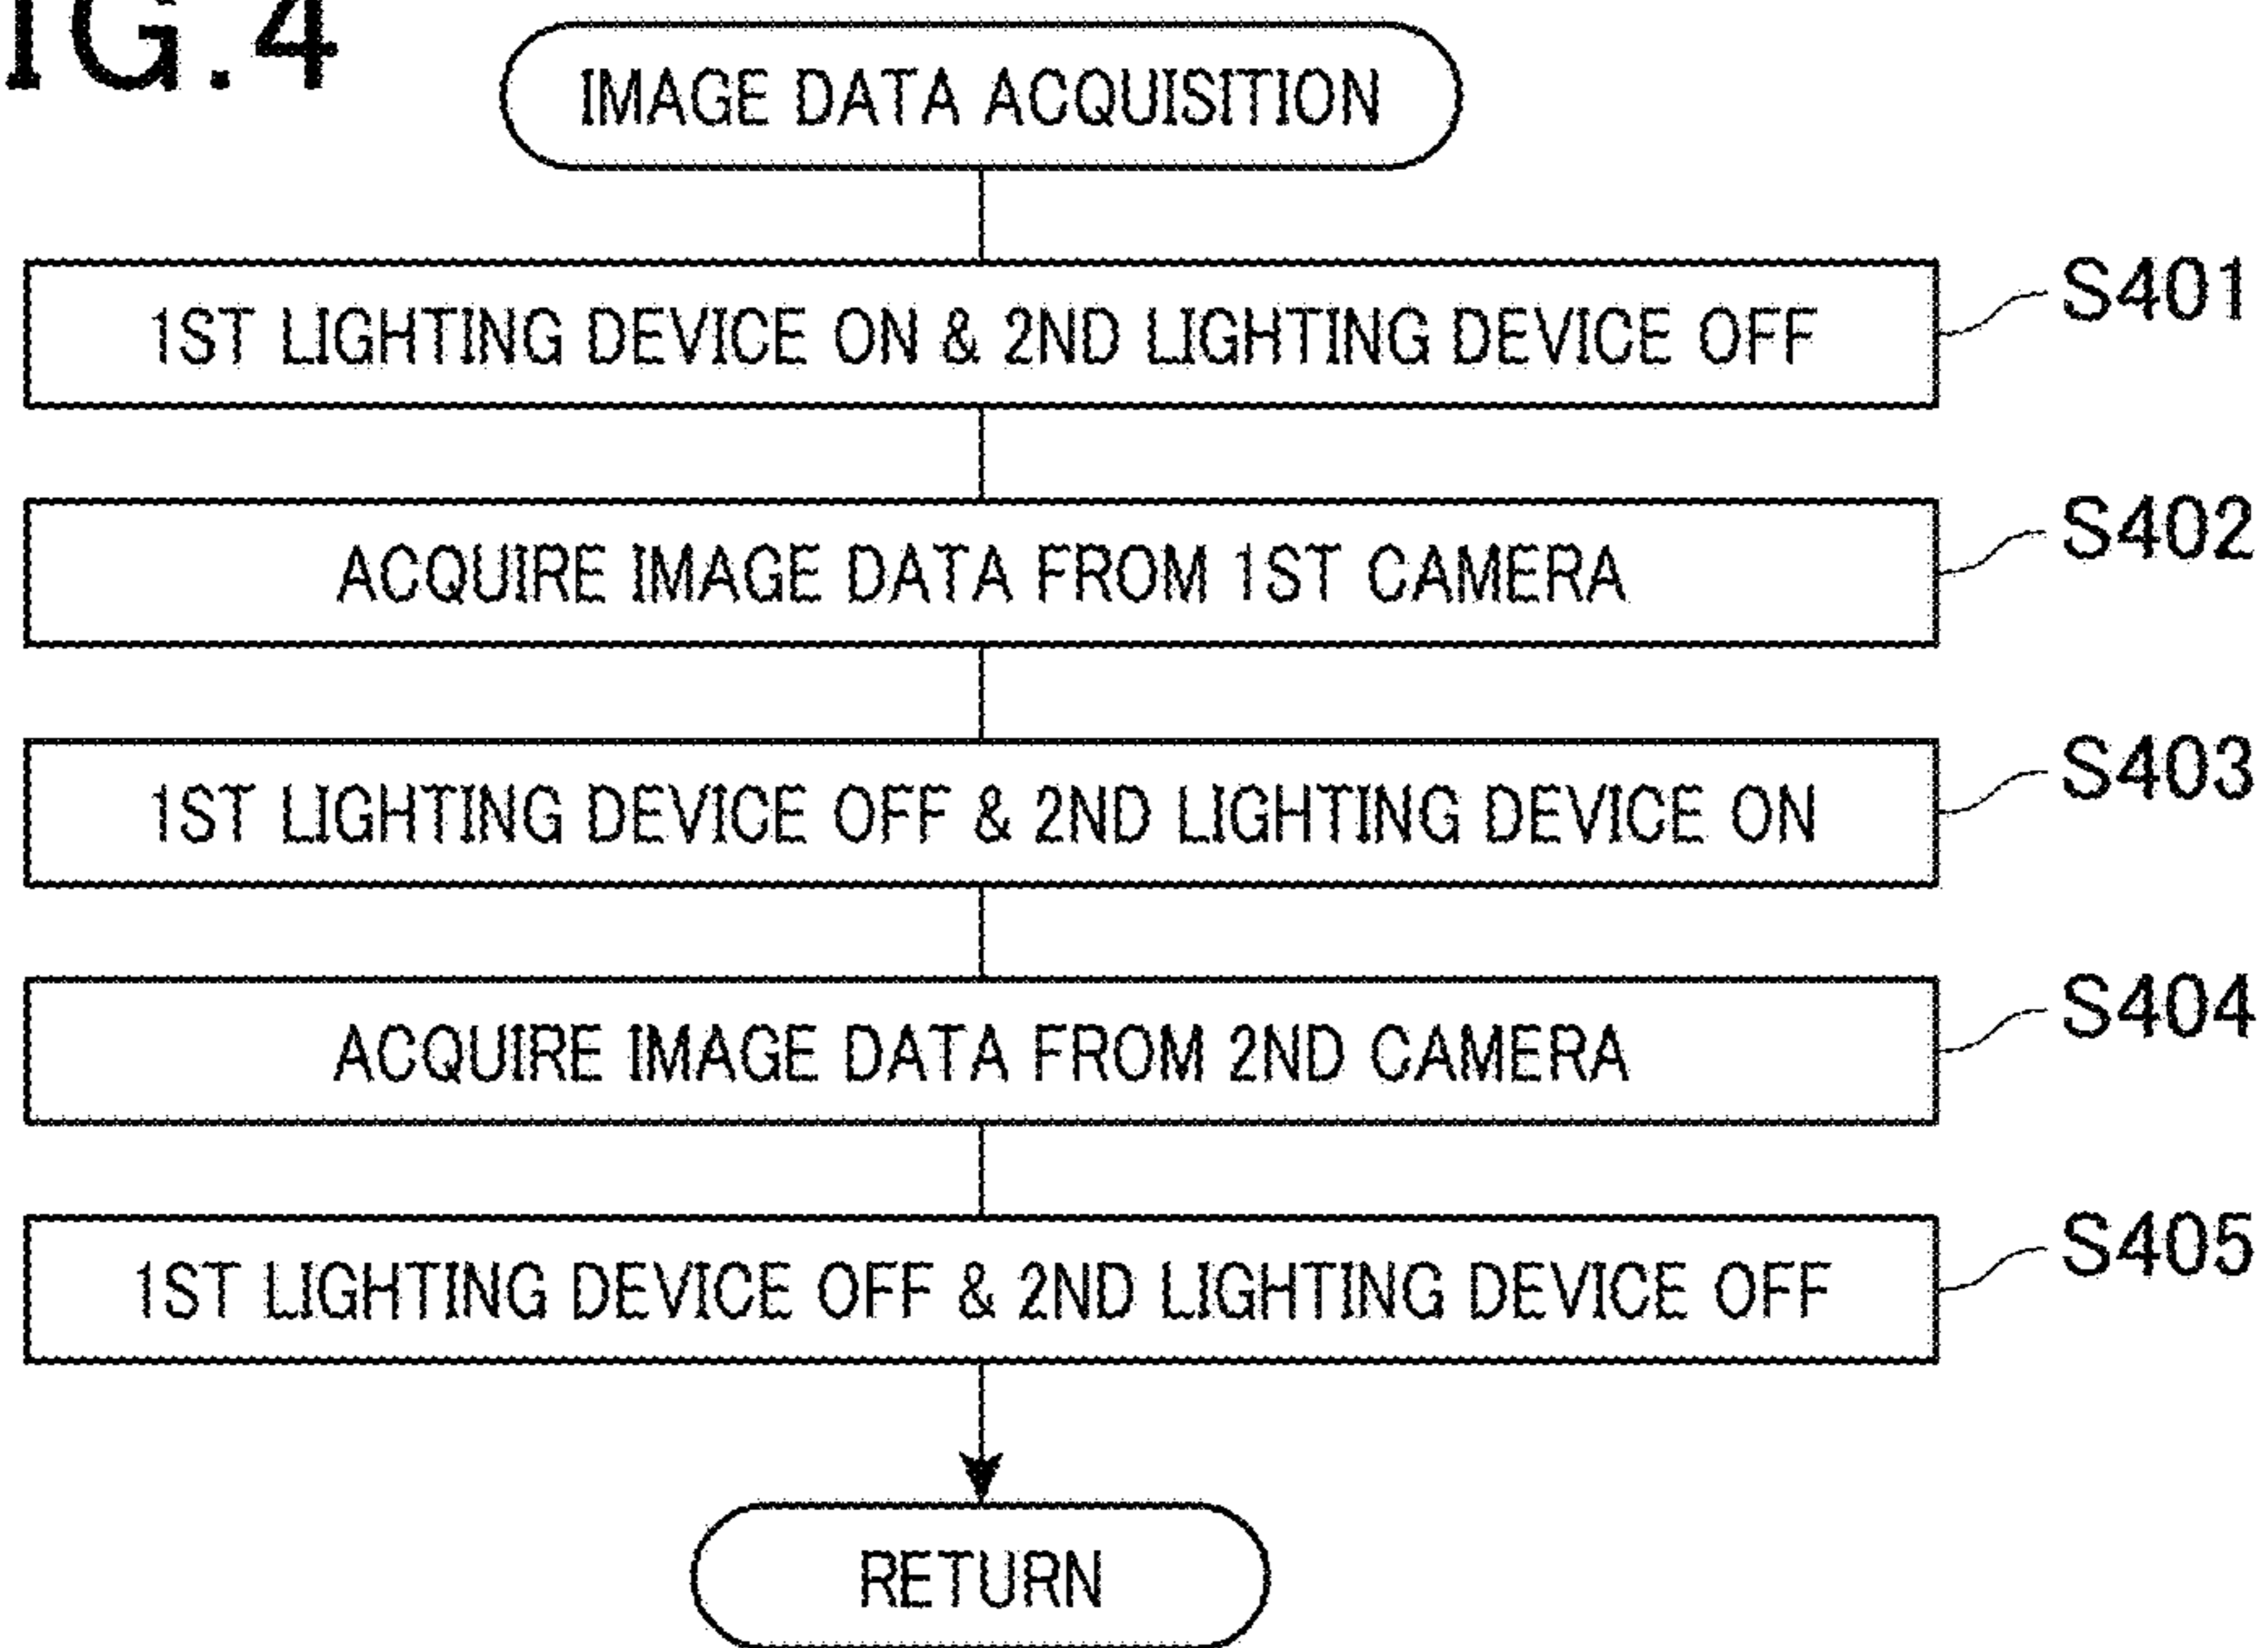 IG.4
IMAGE DATA ACQUISITION
1ST LIGHTING DEVICE ON & 2ND LIGHTING DEVICE OFF
S401
ACQUIRE IMAGE DATA FROM 1ST CAMERA
S402
1ST LIGHTING DEVICE OFF & 2ND LIGHTING DEVICE ON
S403
ACQUIRE IMAGE DATA FROM 2ND CAMERA
S404
1ST LIGHTING DEVICE OFF & 2ND LIGHTING DEVICE OFF
S405
RETURN